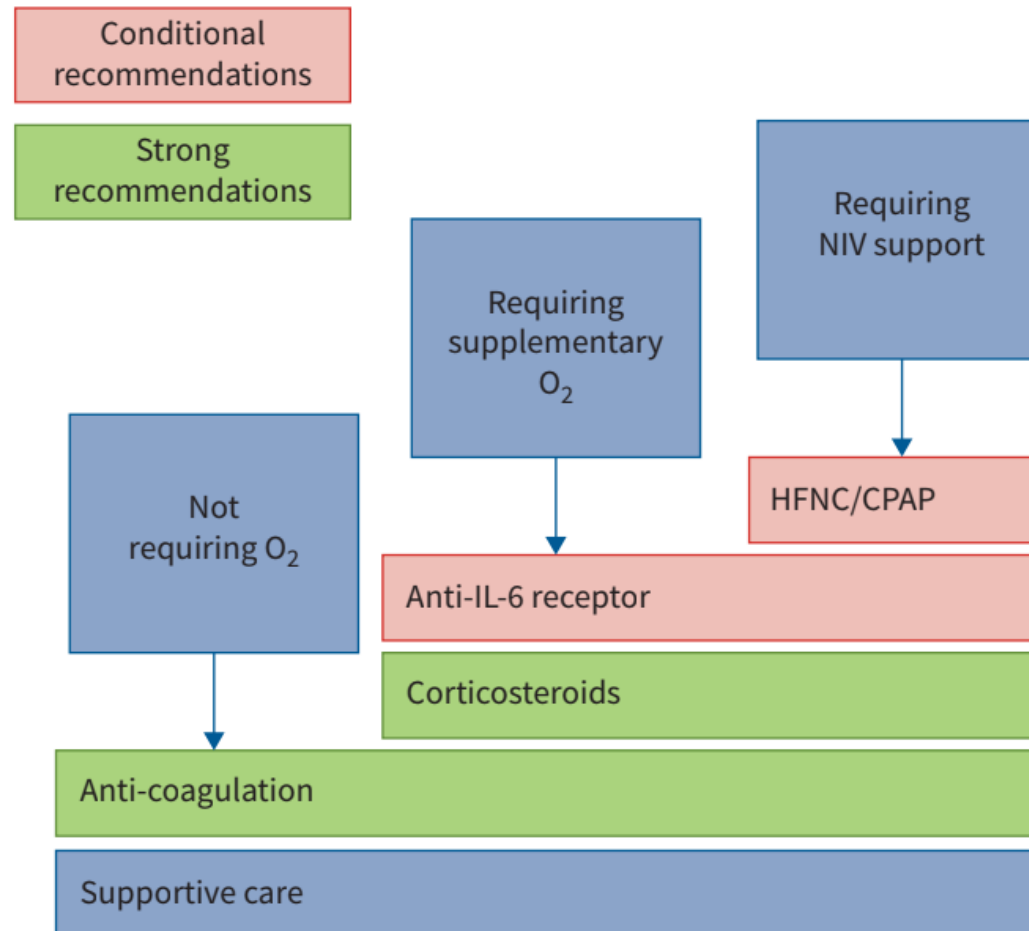 Conditional
recommendations
Strong
recommendations
Requiring
NIV support
Requiring
supplementary
O₂
Not
requiring O₂
HFNC/CPAP
Anti-IL-6 receptor
Corticosteroids
Anti-coagulation
Supportive care